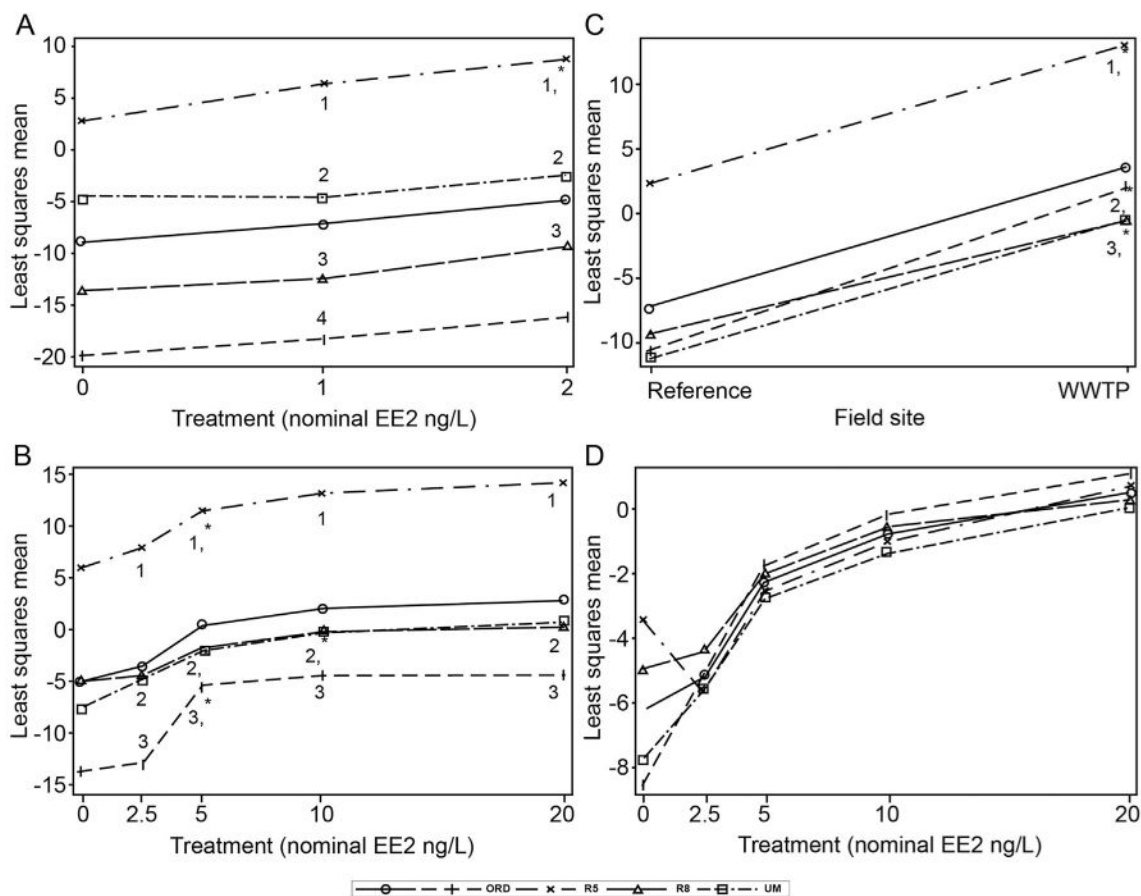 A
Least squares mean
10
5
0
-5
-10
-15
-20
1
1, *
2
2
3
3
4
0 1 2
Treatment (nominal EE2 ng/L)
C
Least squares mean
10
5
0
-5
-10
*
1,
*
2,
*
3,
Reference WWTP
Field site
B
Least squares mean
15
10
5
0
-5
-10
-15
1
1, *
1
1
2
2,
2, *
2
3
3, *
3
3
0 2.5 5 10 20
Treatment (nominal EE2 ng/L)
D
Least squares mean
0
-2
-4
-6
-8
0 2.5 5 10 20
Treatment (nominal EE2 ng/L)
ORD R5 R8 UM